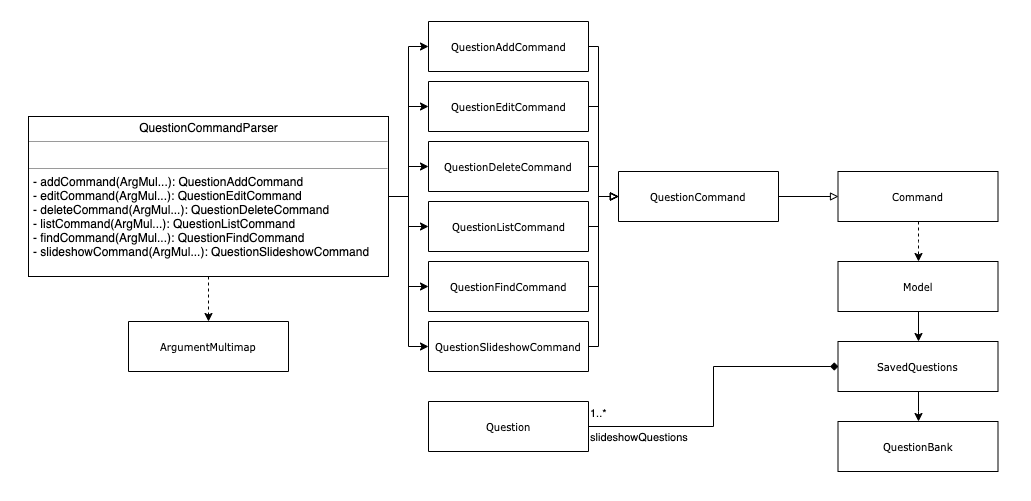 QuestionAddCommand
QuestionEditCommand
QuestionCommandParser
- addCommand(ArgMul...): QuestionAddCommand
- editCommand(ArgMul...): QuestionEditCommand
- deleteCommand(ArgMul...): QuestionDeleteCommand
- listCommand(ArgMul...): QuestionListCommand
- findCommand(ArgMul...): QuestionFindCommand
- slideshowCommand(ArgMul...): QuestionSlideshowCommand
QuestionDeleteCommand
QuestionListCommand
QuestionFindCommand
QuestionSlideshowCommand
QuestionCommand
Command
Model
ArgumentMultimap
SavedQuestions
Question
1..*
slideshowQuestions
QuestionBank